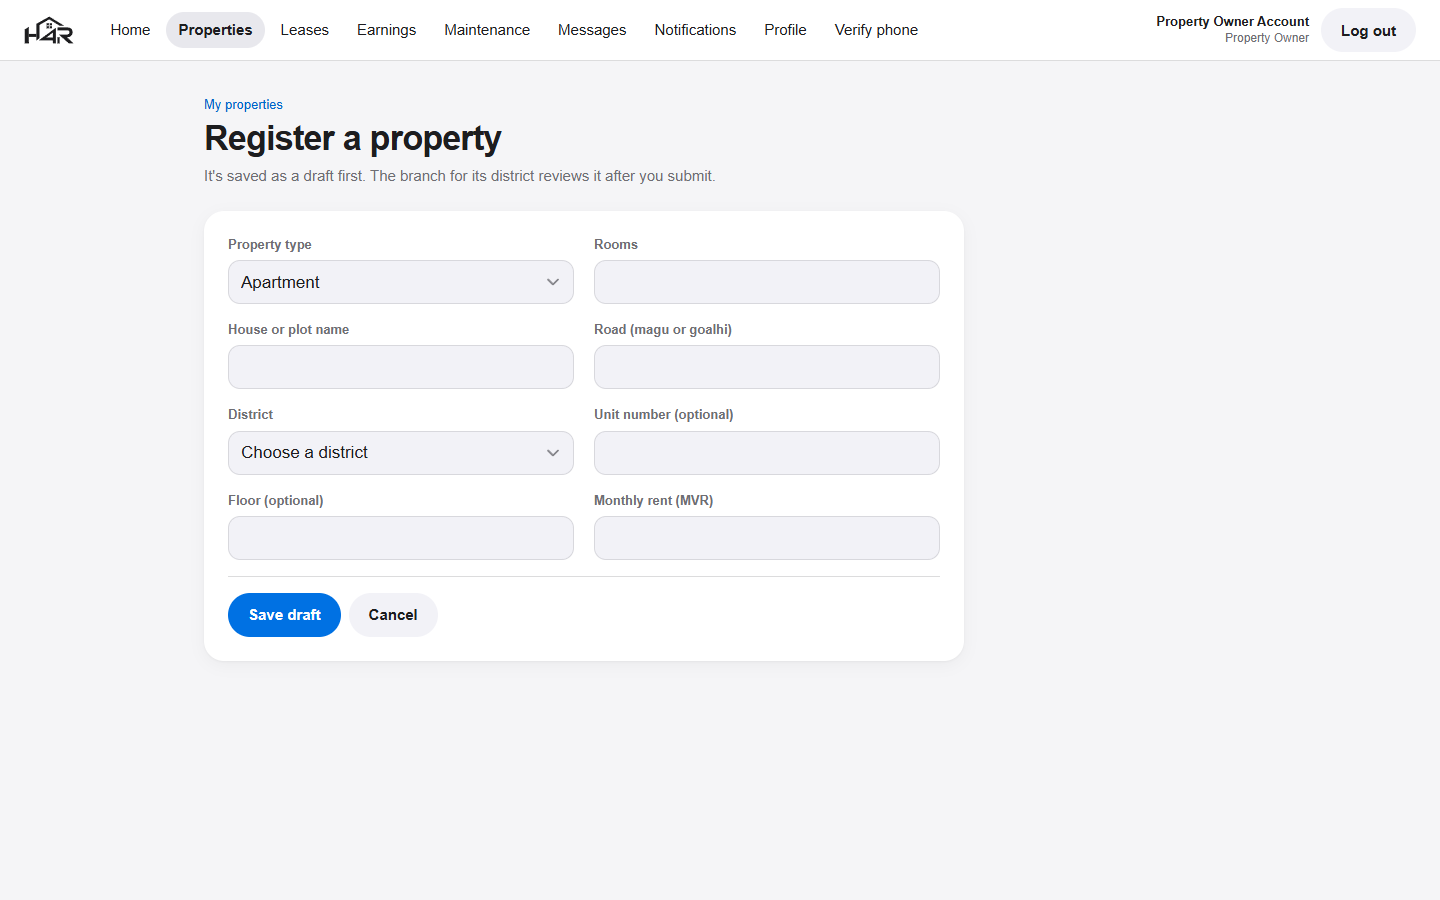 H4R
Home
Properties
Leases
Earnings
Maintenance
Messages
Notifications
Profile
Verify phone
Property Owner Account
Property Owner
Log out
My properties
Register a property
It's saved as a draft first. The branch for its district reviews it after you submit.
Property type
Rooms
Apartment
House or plot name
Road (magu or goalhi)
District
Unit number (optional)
Choose a district
Floor (optional)
Monthly rent (MVR)
Save draft
Cancel